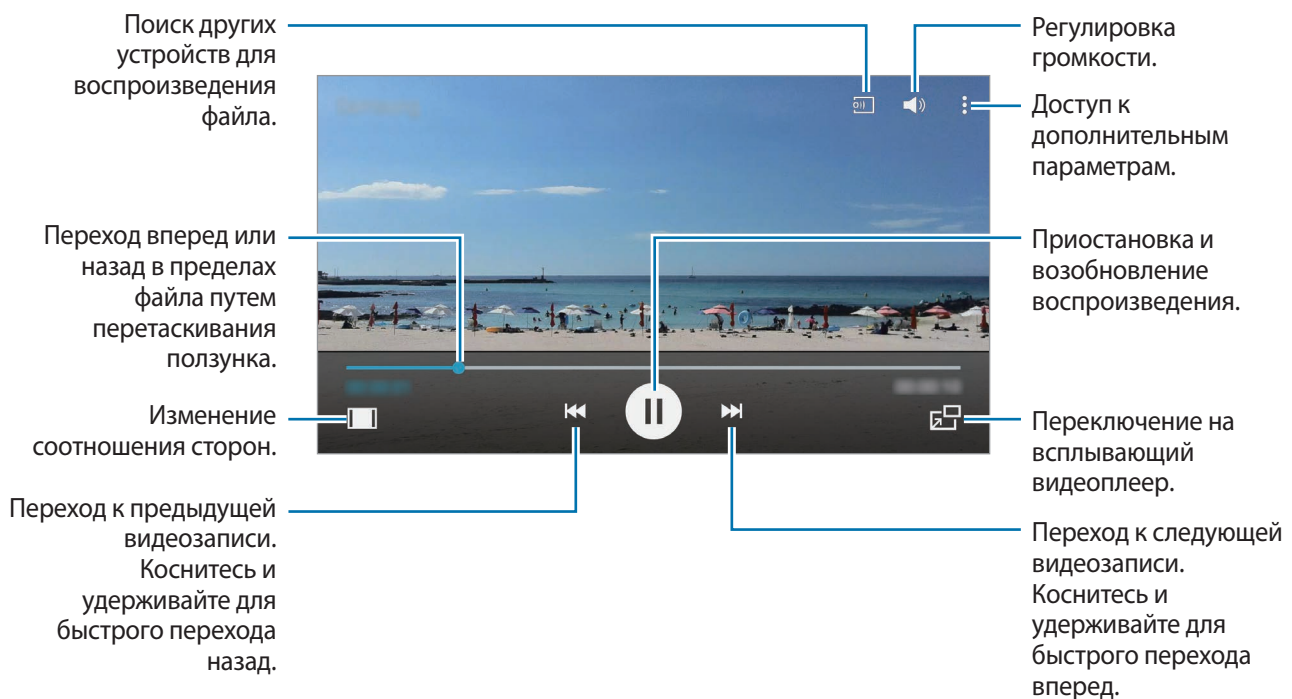 Поиск других
устройств для
воспроизведения
файла.
Регулировка
громкости.
Доступ к
дополнительным
параметрам.
Переход вперед или
назад в пределах
файла путем
перетаскивания
ползунка.
Приостановка и
возобновление
воспроизведения.
Изменение
соотношения сторон.
Переключение на
всплывающий
видеоплеер.
Переход к предыдущей
видеозаписи.
Коснитесь и
удерживайте для
быстрого перехода
назад.
Переход к следующей
видеозаписи.
Коснитесь и
удерживайте для
быстрого перехода
вперед.